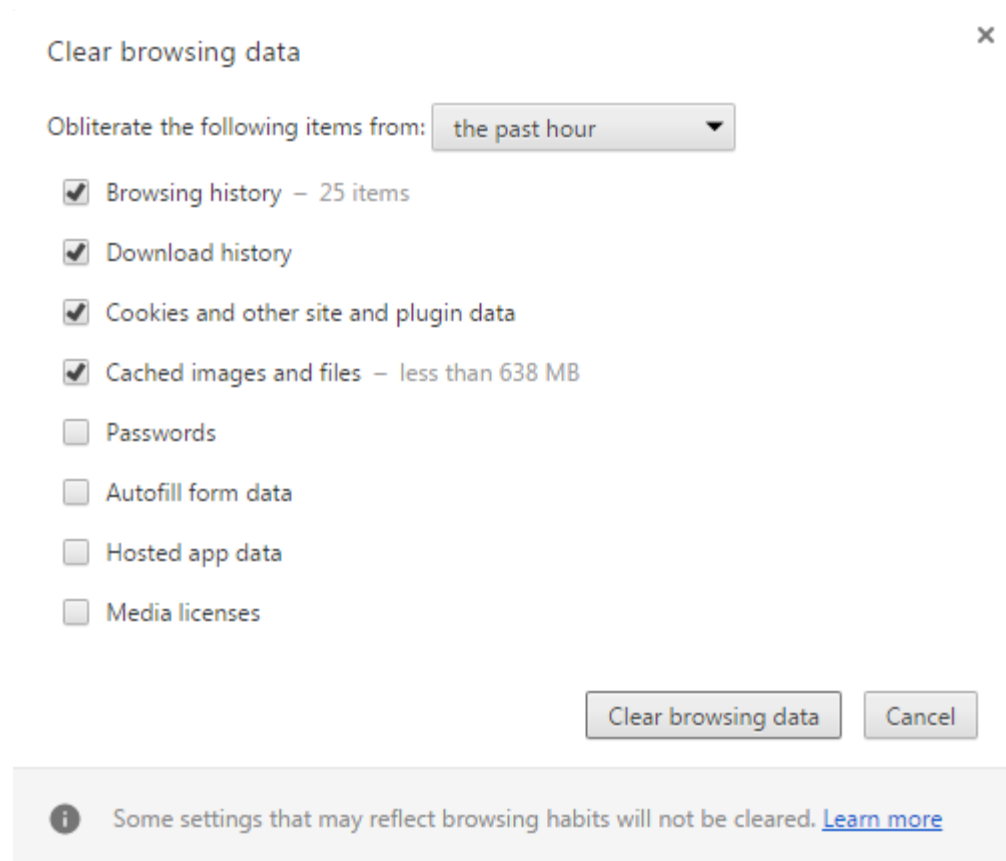 Clear browsing data
Obliterate the following items from: the past hour
Browsing history – 25 items
Download history
Cookies and other site and plugin data
Cached images and files – less than 638 MB
Passwords
Autofill form data
Hosted app data
Media licenses
Clear browsing data Cancel
Some settings that may reflect browsing habits will not be cleared. Learn more